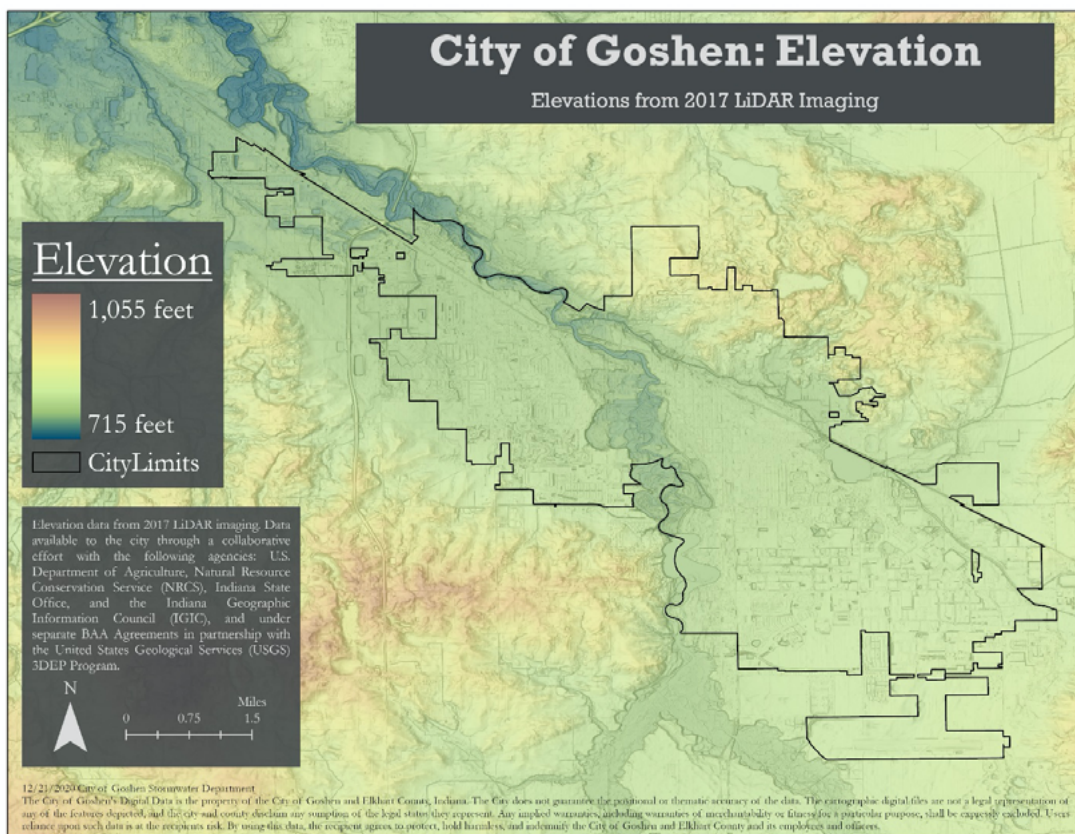 City of Goshen: Elevation
Elevations from 2017 LiDAR Imaging
Elevation
1,055 feet
715 feet
CityLimits
Elevation data from 2017 LiDAR imaging. Data
available to the city through a collaborative
effort with the following agencies: U.S.
Department of Agriculture, Natural Resource
Conservation Service (NRCS), Indiana State
Office, and the Indiana Geographic
Information Council (IGIC), and under
separate BAA Agreements in partnership with
the United States Geological Services (USGS)
3DEP Program.
N
Miles
0 0.75 1.5
12/21/2020 City of Goshen Stormwater Department
The City of Goshen's Digital Data is the property of the City of Goshen and Elkhart County, Indiana. The City does not guarantee the positional or thematic accuracy of the data. The cartographic digital files are not a legal representation of
any of the features depicted, and the city and county disclaim any sumption of the legal status they represent. Any implied warranties, including warranties of merchantability or fitness for a particular purpose, shall be expressly excluded. Users
reliance upon such data is at the recipients risk. By using this data, the recipient agrees to protect, hold harmless, and indemnify the City of Goshen and Elkhart County and its employees and officers.